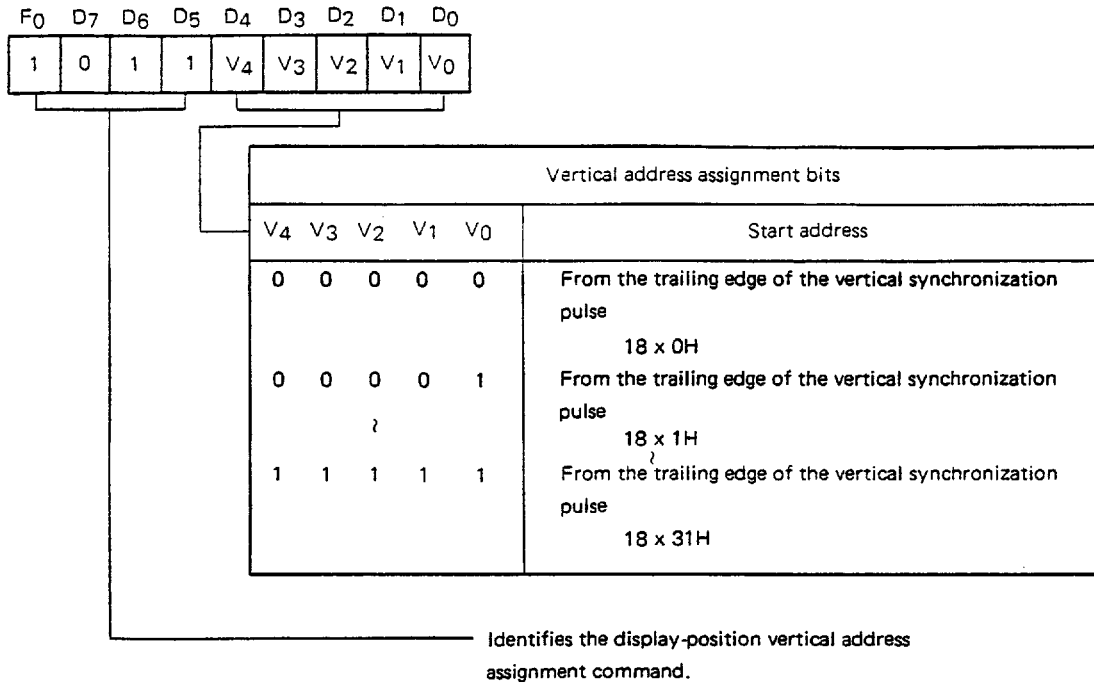 F0 D7 D6 D5 D4 D3 D2 D1 D0
1 0 1 1 V4 V3 V2 V1 V0
Vertical address assignment bits
V4 V3 V2 V1 V0 Start address
0 0 0 0 0 From the trailing edge of the vertical synchronization
pulse
18 x 0H
0 0 0 0 1 From the trailing edge of the vertical synchronization
pulse
≀ 18 x 1H
≀
1 1 1 1 1 From the trailing edge of the vertical synchronization
pulse
18 x 31H
Identifies the display-position vertical address
assignment command.